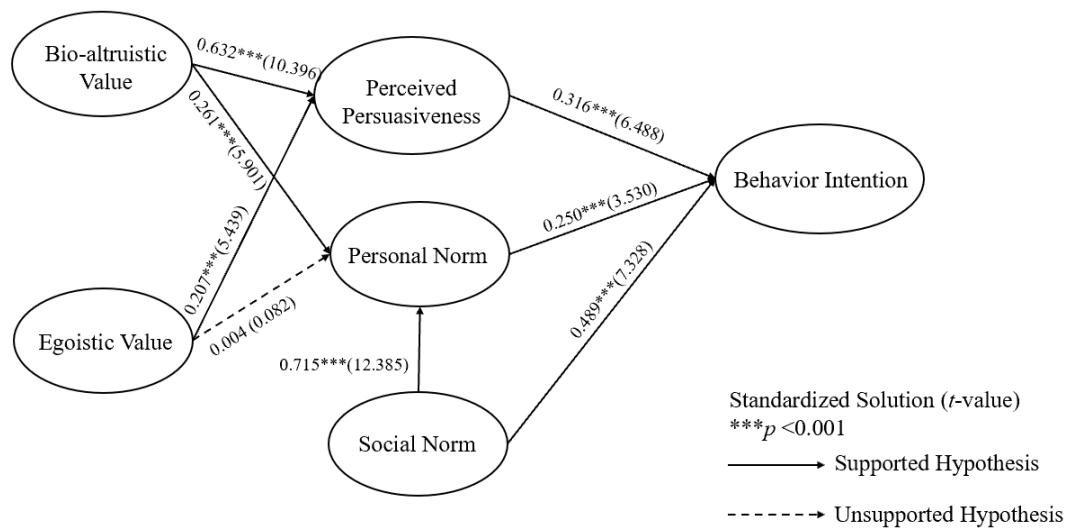 Bio-altruistic
Value
0.632***(10.396)
Perceived
Persuasiveness
0.316***(6.488)
0.261***(5.901)
Behavior Intention
0.250***(3.530)
Personal Norm
0.207***(5.439)
0.004 (0.082)
0.489***(7.328)
Egoistic Value
0.715***(12.385)
Social Norm
Standardized Solution (t-value)
***p <0.001
Supported Hypothesis
Unsupported Hypothesis